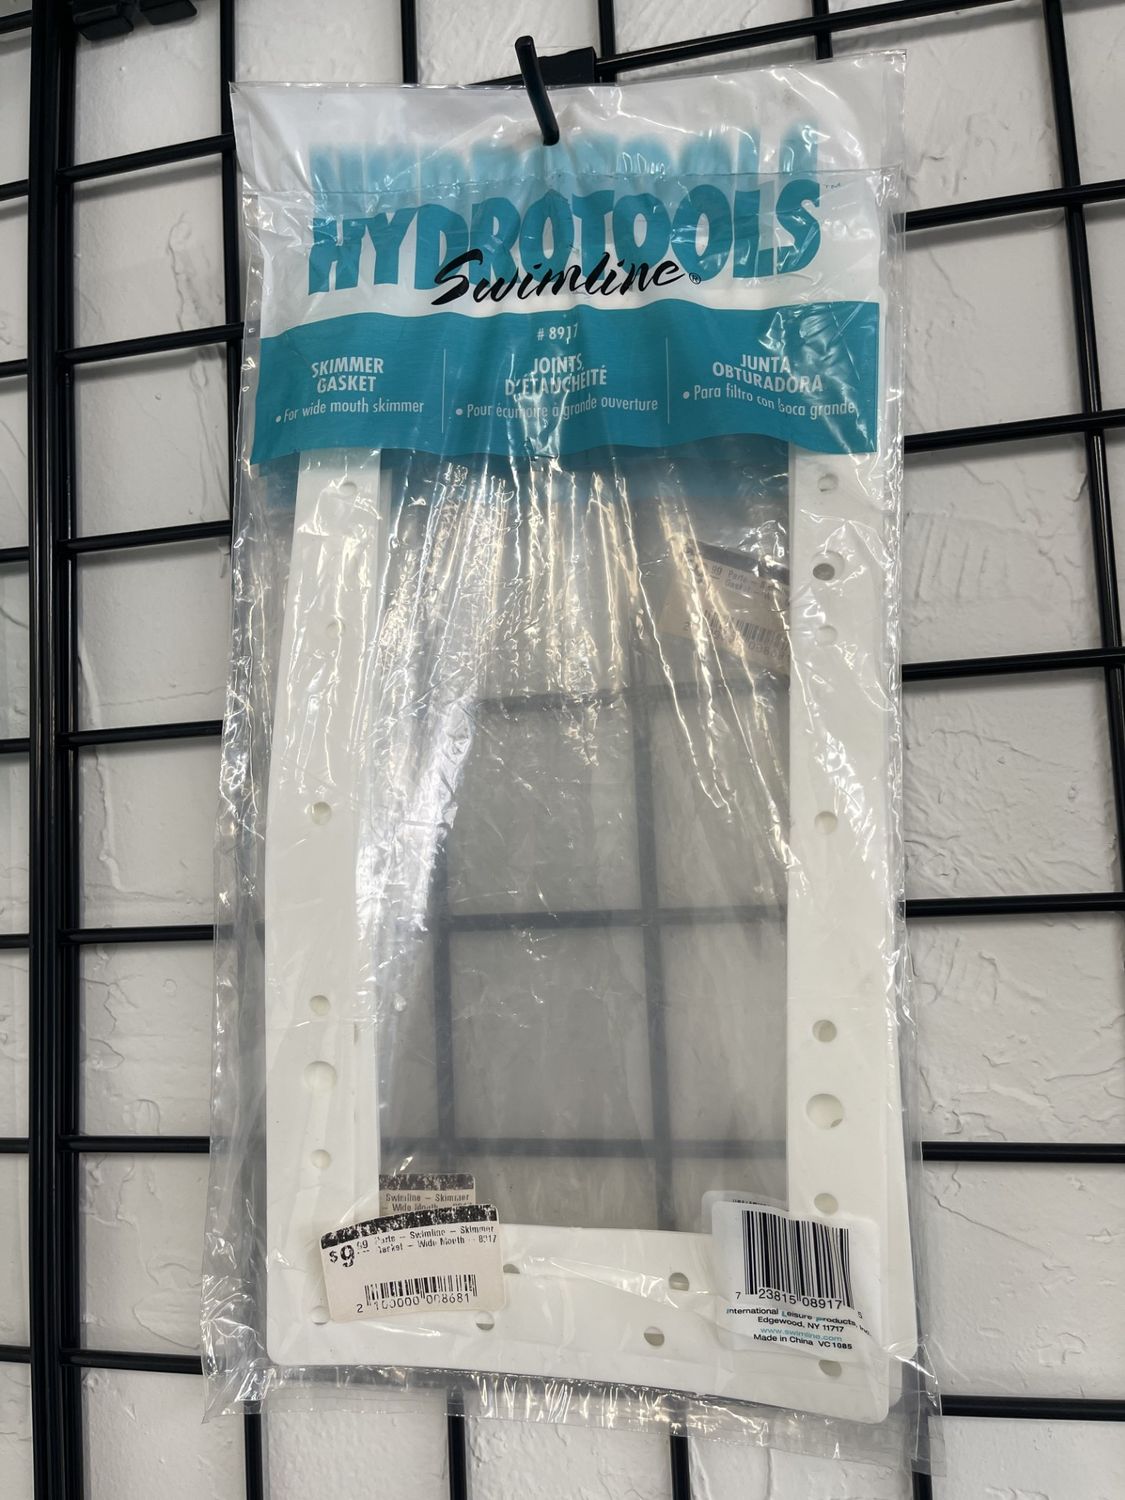 HYDROTOOLS™
Swimline®
# 8917
SKIMMER
GASKET
• For wide mouth skimmer
JOINTS
D'ÉTANCHEITÉ
• Pour écumoire à grande ouverture
JUNTA
OBTURADORA
• Para filtro con boca grande
Swimline – Skimmer
Wide Mouth
$9.99 Parts – Swimline – Skimmer
Gasket – Wide Mouth – 8917
2 100000 008681
7 23815 08917 5
International Leisure Products, Inc.
Edgewood, NY 11717
www.swimline.com
Made in China VC1085